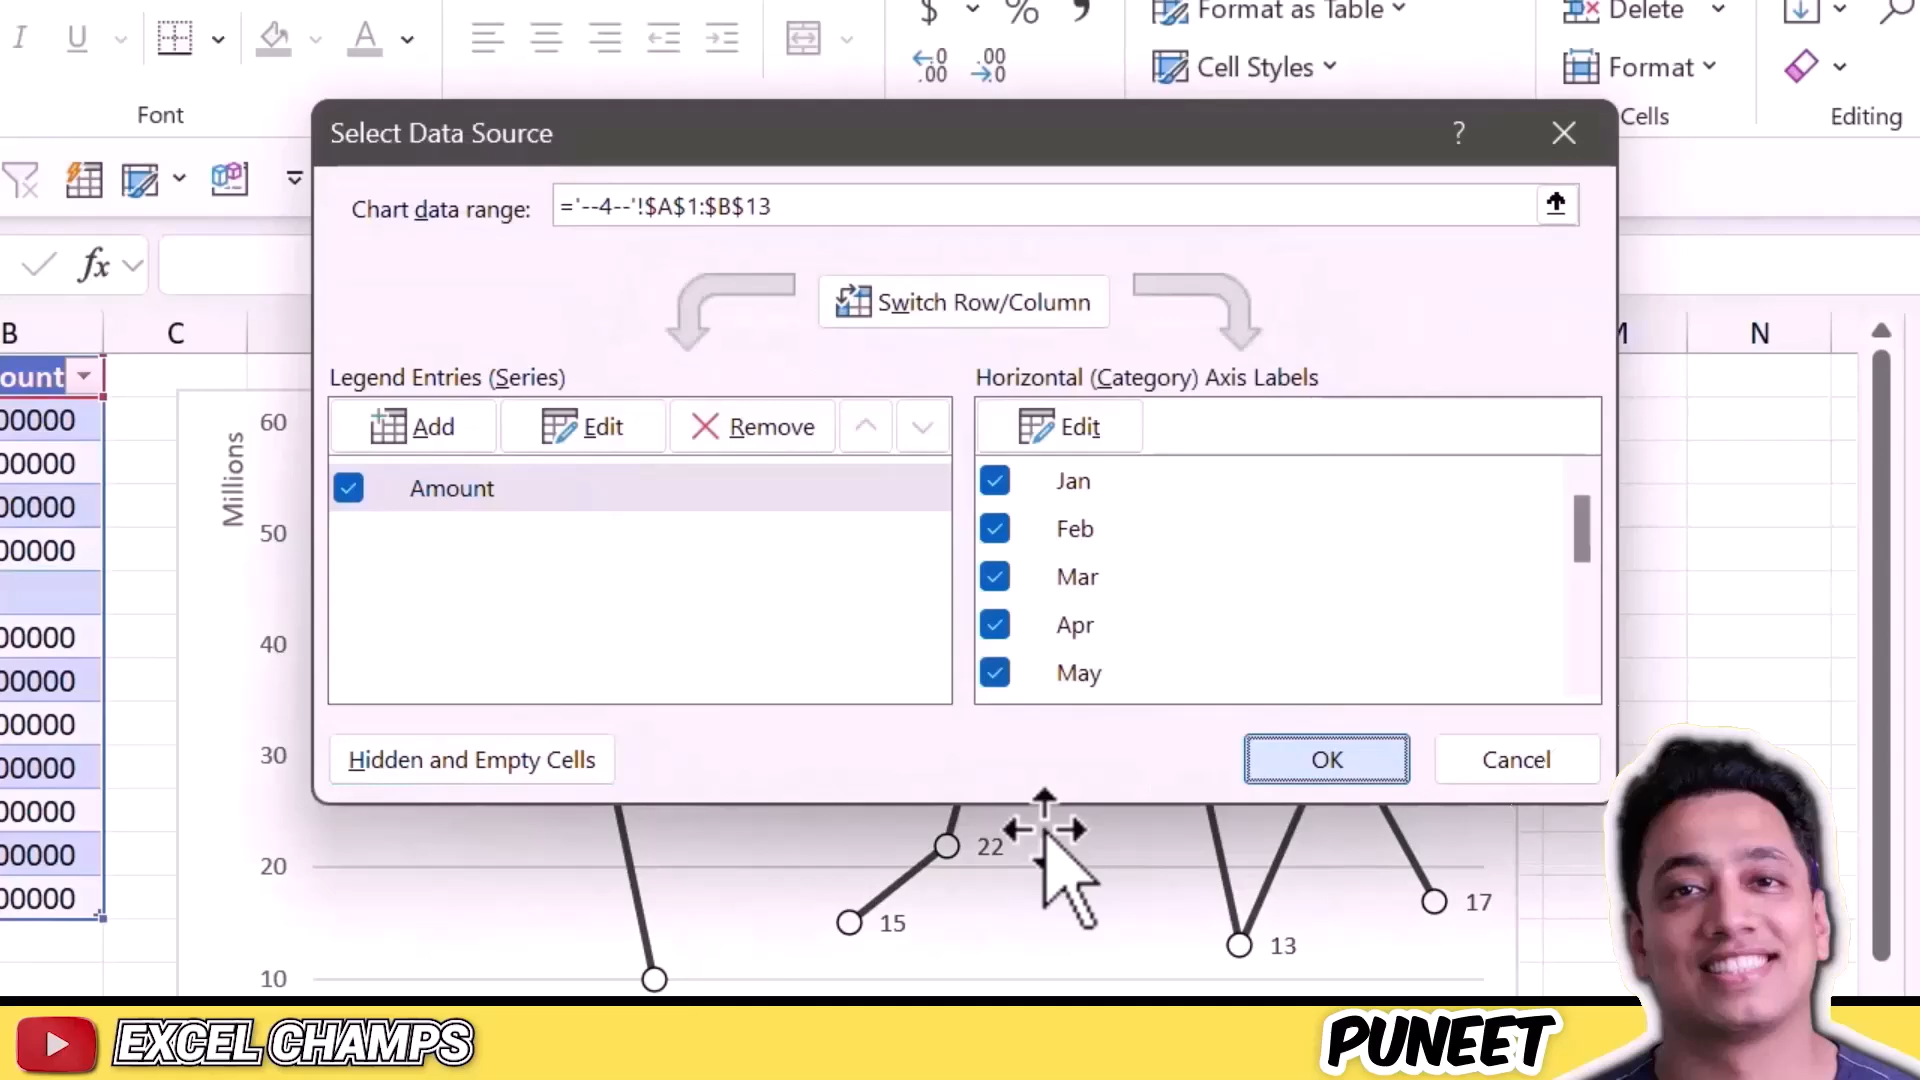 I U A $ % , Format as Table Delete
.00 .00 Cell Styles Format
Font Cells Editing
Select Data Source ?
Chart data range: ='--4--'!$A$1:$B$13
fx
Switch Row/Column
B C M N
ount
Legend Entries (Series) Horizontal (Category) Axis Labels
Add Edit Remove Edit
Amount
Jan
Feb
Mar
Apr
May
00000
00000
00000
00000
00000
00000
00000
00000
00000
00000
00000
Millions
60
50
40
30
20
10
Hidden and Empty Cells OK Cancel
22
15
13
17
EXCEL CHAMPS PUNEET